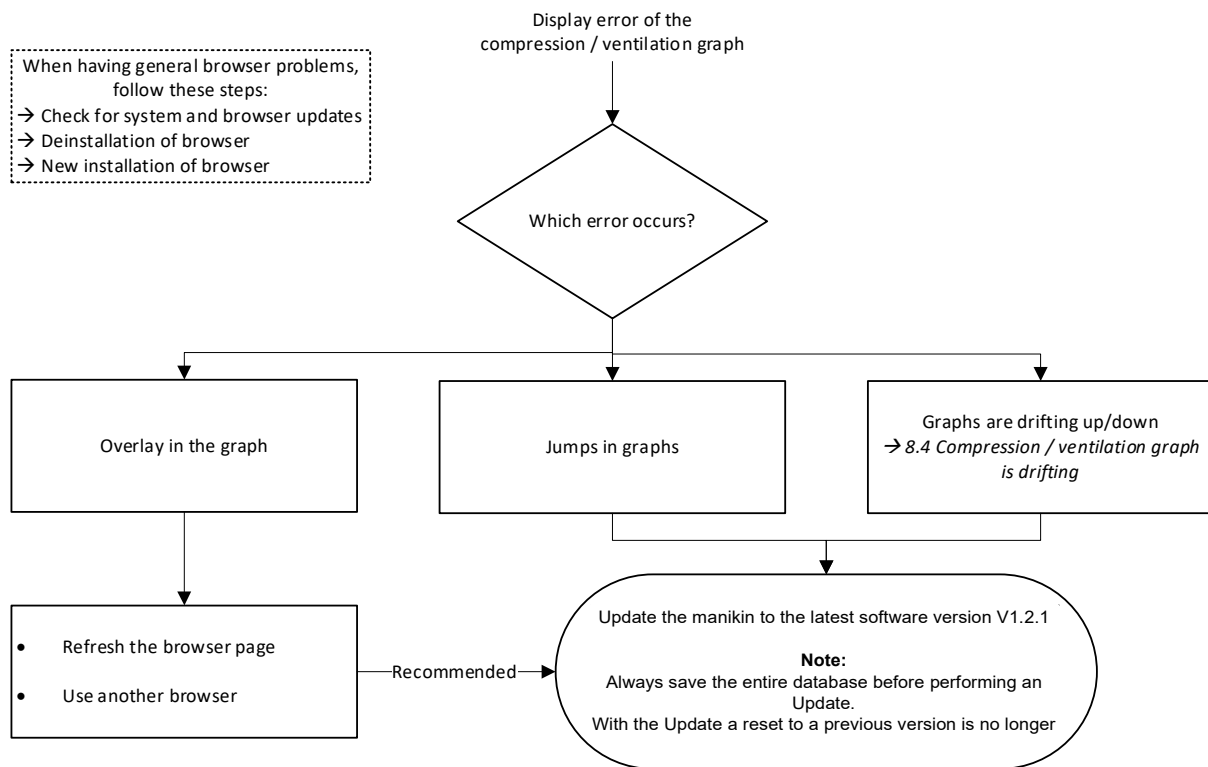 Display error of the
compression / ventilation graph
When having general browser problems,
follow these steps:
→ Check for system and browser updates
→ Deinstallation of browser
→ New installation of browser
Which error occurs?
Overlay in the graph
Jumps in graphs
Graphs are drifting up/down
→ 8.4 Compression / ventilation graph
is drifting
• Refresh the browser page
• Use another browser
Recommended
Update the manikin to the latest software version V1.2.1
Note:
Always save the entire database before performing an
Update.
With the Update a reset to a previous version is no longer